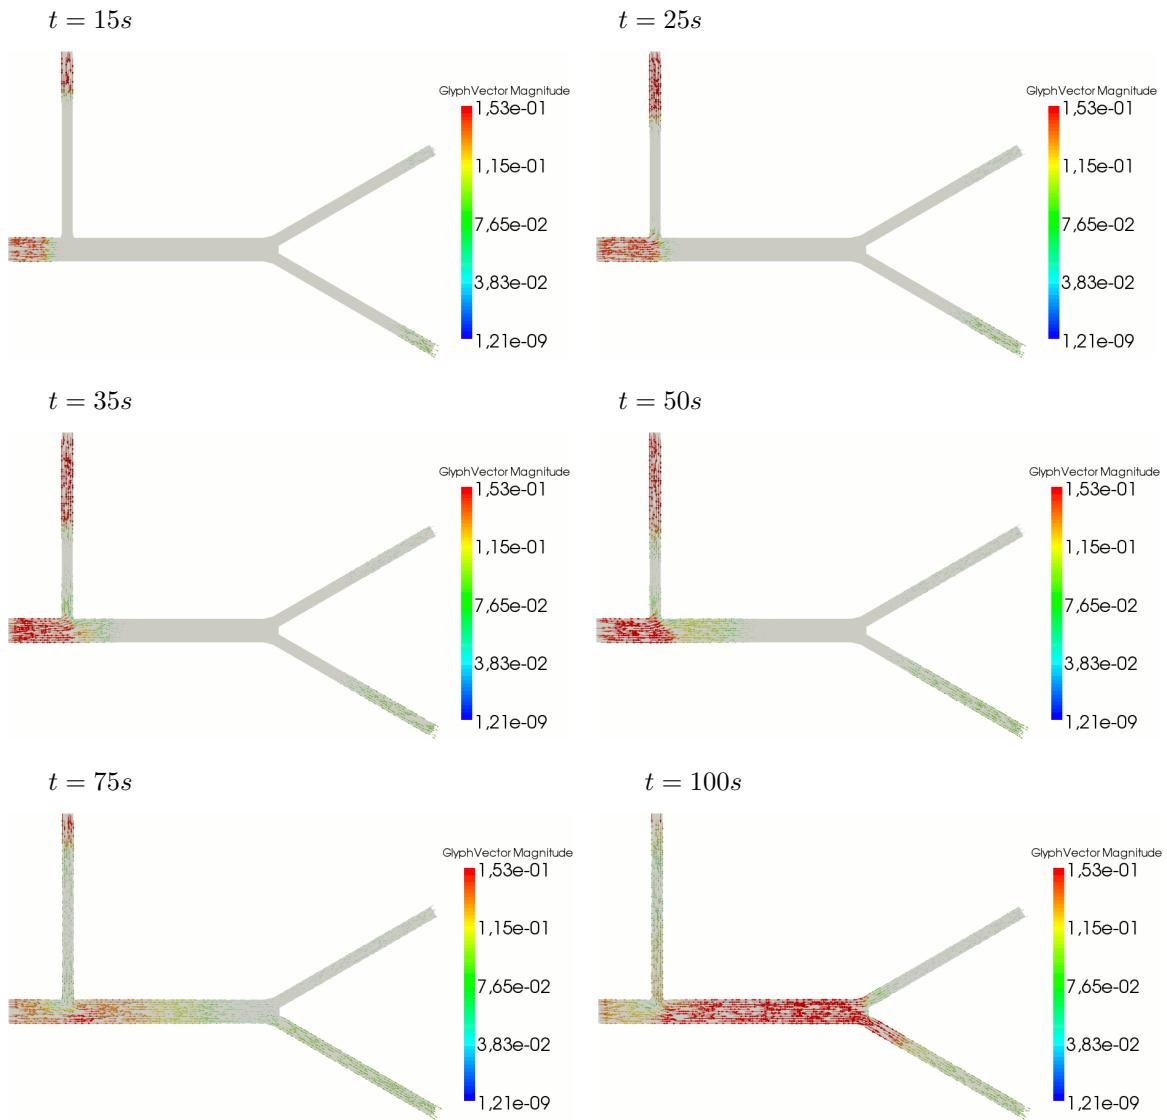 t = 15s
GlyphVector Magnitude
1,53e-01
1,15e-01
7,65e-02
3,83e-02
1,21e-09
t = 25s
GlyphVector Magnitude
1,53e-01
1,15e-01
7,65e-02
3,83e-02
1,21e-09
t = 35s
GlyphVector Magnitude
1,53e-01
1,15e-01
7,65e-02
3,83e-02
1,21e-09
t = 50s
GlyphVector Magnitude
1,53e-01
1,15e-01
7,65e-02
3,83e-02
1,21e-09
t = 75s
GlyphVector Magnitude
1,53e-01
1,15e-01
7,65e-02
3,83e-02
1,21e-09
t = 100s
GlyphVector Magnitude
1,53e-01
1,15e-01
7,65e-02
3,83e-02
1,21e-09